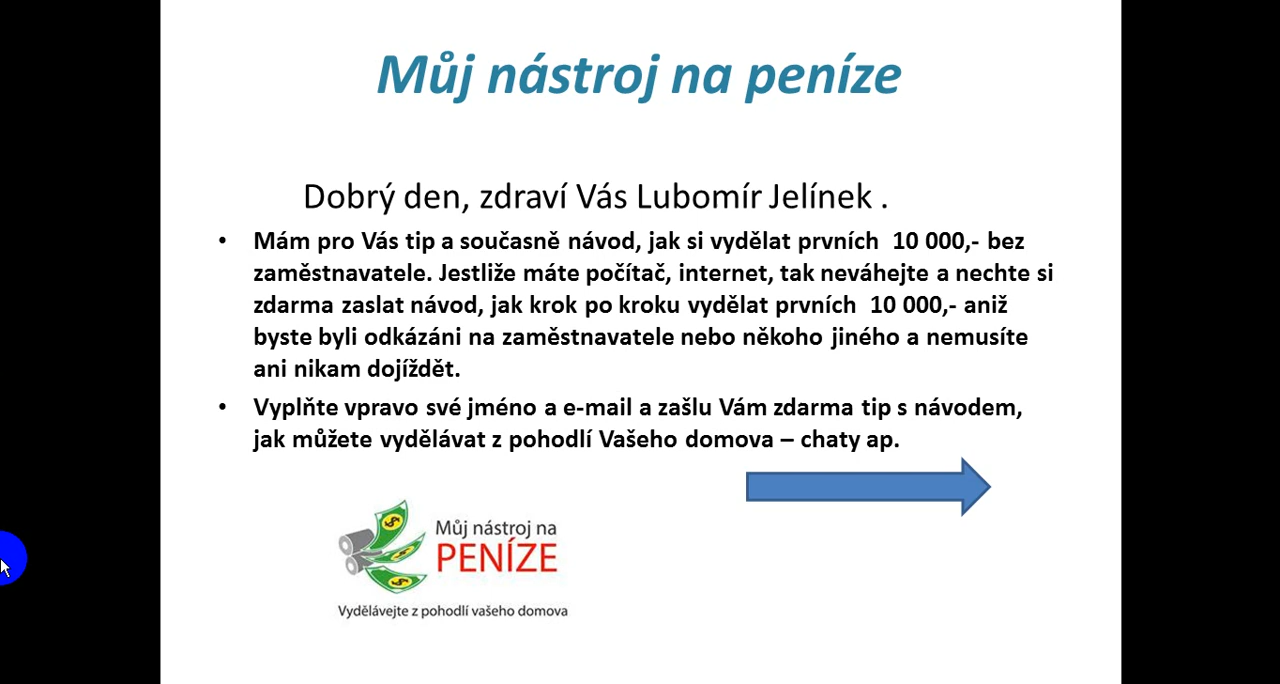 Můj nástroj na peníze
Dobrý den, zdraví Vás Lubomír Jelínek .
• Mám pro Vás tip a současně návod, jak si vydělat prvních 10 000,- bez
zaměstnavatele. Jestliže máte počítač, internet, tak neváhejte a nechte si
zdarma zaslat návod, jak krok po kroku vydělat prvních 10 000,- aniž
byste byli odkázáni na zaměstnavatele nebo někoho jiného a nemusíte
ani nikam dojíždět.
• Vyplňte vpravo své jméno a e-mail a zašlu Vám zdarma tip s návodem,
jak můžete vydělávat z pohodlí Vašeho domova – chaty ap.
Můj nástroj na
PENÍZE
Vydělávejte z pohodlí vašeho domova